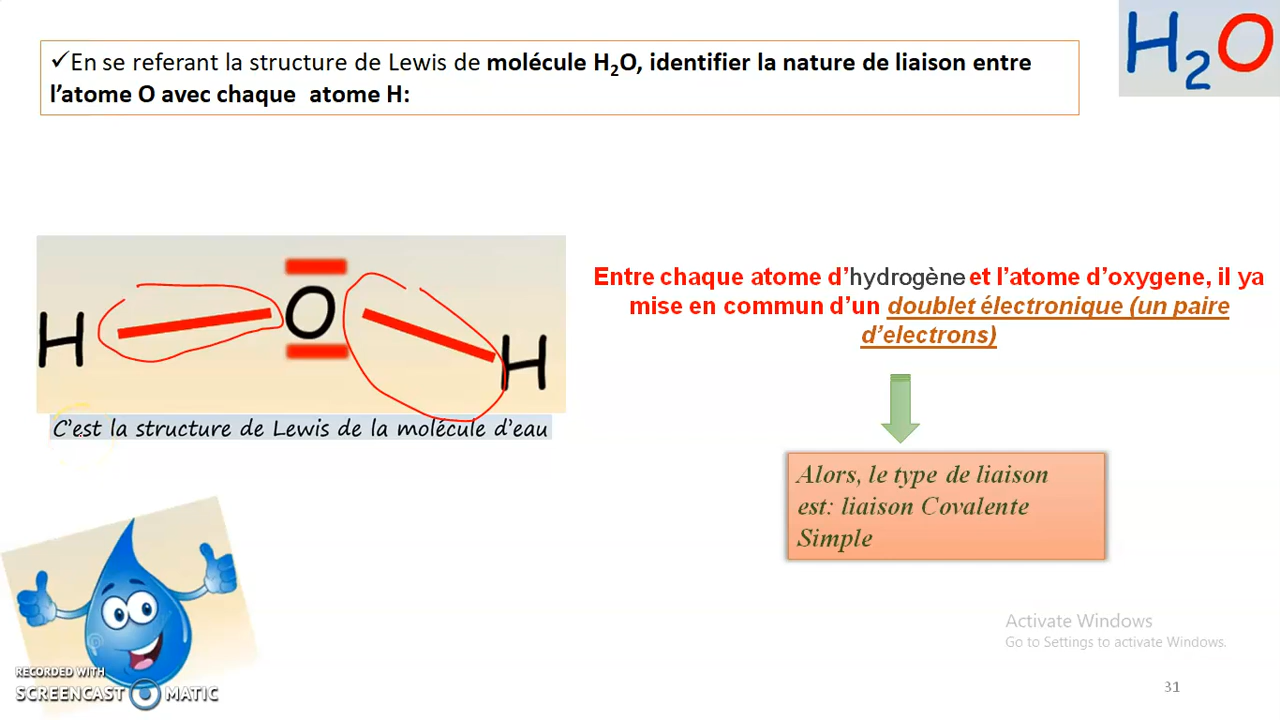 H2O
✓En se referant la structure de Lewis de molécule H2O, identifier la nature de liaison entre
l'atome O avec chaque atome H:
H O H
C'est la structure de Lewis de la molécule d'eau
Entre chaque atome d'hydrogène et l'atome d'oxygene, il ya
mise en commun d'un doublet électronique (un paire
d'electrons)
Alors, le type de liaison
est: liaison Covalente
Simple
Activate Windows
Go to Settings to activate Windows.
RECORDED WITH
SCREENCAST MATIC
31